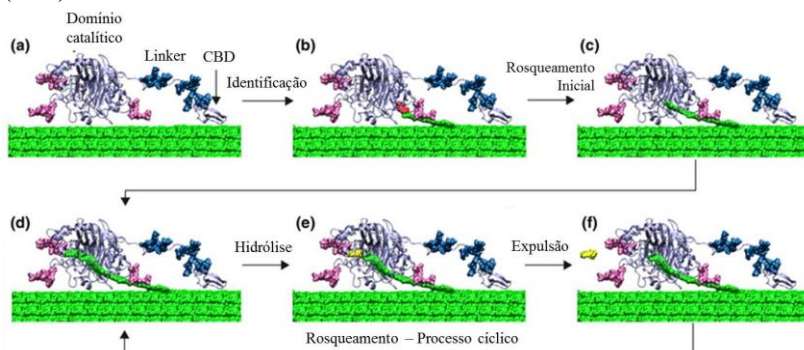 Domínio
catalítico
(a)
Linker
CBD
Identificação
(b)
Rosqueamento
Inicial
(c)
(d)
Hidrólise
(e)
Expulsão
(f)
Rosqueamento – Processo cíclico